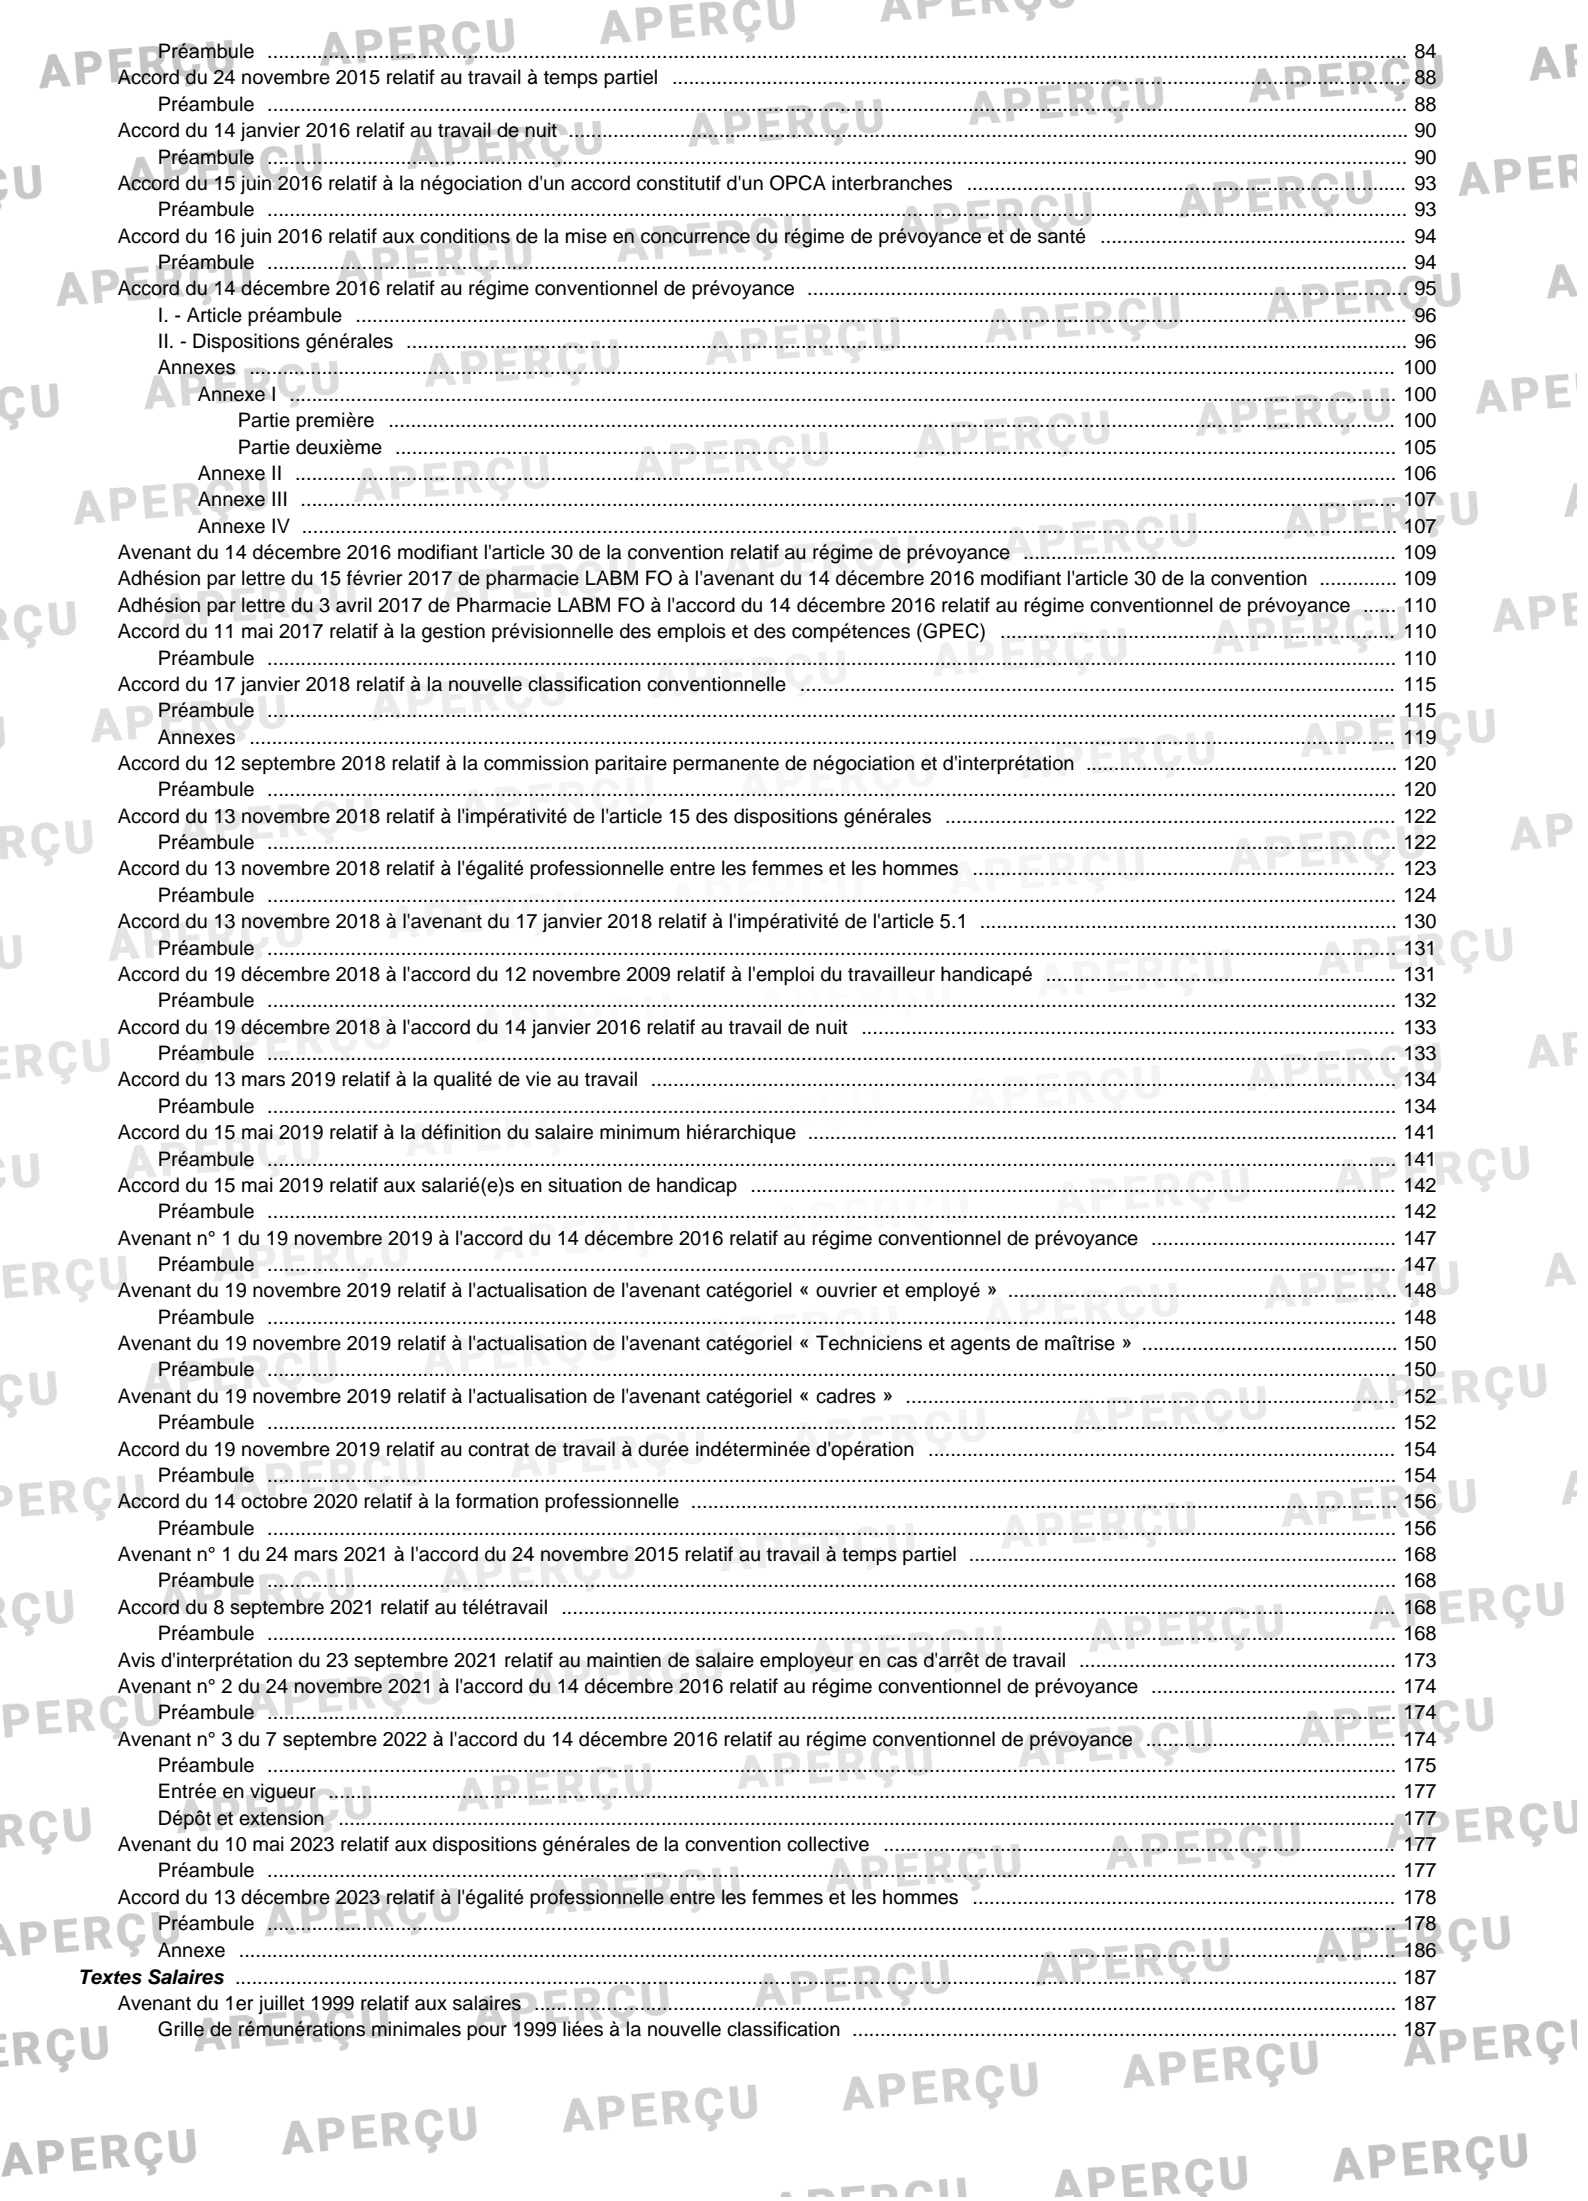 Préambule ........ 84
Accord du 24 novembre 2015 relatif au travail à temps partiel ........ 88
Préambule ........ 88
Accord du 14 janvier 2016 relatif au travail de nuit ........ 90
Préambule ........ 90
Accord du 15 juin 2016 relatif à la négociation d'un accord constitutif d'un OPCA interbranches ........ 93
Préambule ........ 93
Accord du 16 juin 2016 relatif aux conditions de la mise en concurrence du régime de prévoyance et de santé ........ 94
Préambule ........ 94
Accord du 14 décembre 2016 relatif au régime conventionnel de prévoyance ........ 95
I. - Article préambule ........ 96
II. - Dispositions générales ........ 96
Annexes ........ 100
Annexe I ........ 100
Partie première ........ 100
Partie deuxième ........ 105
Annexe II ........ 106
Annexe III ........ 107
Annexe IV ........ 107
Avenant du 14 décembre 2016 modifiant l'article 30 de la convention relatif au régime de prévoyance ........ 109
Adhésion par lettre du 15 février 2017 de pharmacie LABM FO à l'avenant du 14 décembre 2016 modifiant l'article 30 de la convention ........ 109
Adhésion par lettre du 3 avril 2017 de Pharmacie LABM FO à l'accord du 14 décembre 2016 relatif au régime conventionnel de prévoyance ...... 110
Accord du 11 mai 2017 relatif à la gestion prévisionnelle des emplois et des compétences (GPEC) ........ 110
Préambule ........ 110
Accord du 17 janvier 2018 relatif à la nouvelle classification conventionnelle ........ 115
Préambule ........ 115
Annexes ........ 119
Accord du 12 septembre 2018 relatif à la commission paritaire permanente de négociation et d'interprétation ........ 120
Préambule ........ 120
Accord du 13 novembre 2018 relatif à l'impérativité de l'article 15 des dispositions générales ........ 122
Préambule ........ 122
Accord du 13 novembre 2018 relatif à l'égalité professionnelle entre les femmes et les hommes ........ 123
Préambule ........ 124
Accord du 13 novembre 2018 à l'avenant du 17 janvier 2018 relatif à l'impérativité de l'article 5.1 ........ 130
Préambule ........ 131
Accord du 19 décembre 2018 à l'accord du 12 novembre 2009 relatif à l'emploi du travailleur handicapé ........ 131
Préambule ........ 132
Accord du 19 décembre 2018 à l'accord du 14 janvier 2016 relatif au travail de nuit ........ 133
Préambule ........ 133
Accord du 13 mars 2019 relatif à la qualité de vie au travail ........ 134
Préambule ........ 134
Accord du 15 mai 2019 relatif à la définition du salaire minimum hiérarchique ........ 141
Préambule ........ 141
Accord du 15 mai 2019 relatif aux salarié(e)s en situation de handicap ........ 142
Préambule ........ 142
Avenant n° 1 du 19 novembre 2019 à l'accord du 14 décembre 2016 relatif au régime conventionnel de prévoyance ........ 147
Préambule ........ 147
Avenant du 19 novembre 2019 relatif à l'actualisation de l'avenant catégoriel « ouvrier et employé » ........ 148
Préambule ........ 148
Avenant du 19 novembre 2019 relatif à l'actualisation de l'avenant catégoriel « Techniciens et agents de maîtrise » ........ 150
Préambule ........ 150
Avenant du 19 novembre 2019 relatif à l'actualisation de l'avenant catégoriel « cadres » ........ 152
Préambule ........ 152
Accord du 19 novembre 2019 relatif au contrat de travail à durée indéterminée d'opération ........ 154
Préambule ........ 154
Accord du 14 octobre 2020 relatif à la formation professionnelle ........ 156
Préambule ........ 156
Avenant n° 1 du 24 mars 2021 à l'accord du 24 novembre 2015 relatif au travail à temps partiel ........ 168
Préambule ........ 168
Accord du 8 septembre 2021 relatif au télétravail ........ 168
Préambule ........ 168
Avis d'interprétation du 23 septembre 2021 relatif au maintien de salaire employeur en cas d'arrêt de travail ........ 173
Avenant n° 2 du 24 novembre 2021 à l'accord du 14 décembre 2016 relatif au régime conventionnel de prévoyance ........ 174
Préambule ........ 174
Avenant n° 3 du 7 septembre 2022 à l'accord du 14 décembre 2016 relatif au régime conventionnel de prévoyance ........ 174
Préambule ........ 175
Entrée en vigueur ........ 177
Dépôt et extension ........ 177
Avenant du 10 mai 2023 relatif aux dispositions générales de la convention collective ........ 177
Préambule ........ 177
Accord du 13 décembre 2023 relatif à l'égalité professionnelle entre les femmes et les hommes ........ 178
Préambule ........ 178
Annexe ........ 186
Textes Salaires ........ 187
Avenant du 1er juillet 1999 relatif aux salaires ........ 187
Grille de rémunérations minimales pour 1999 liées à la nouvelle classification ........ 187
APERÇU